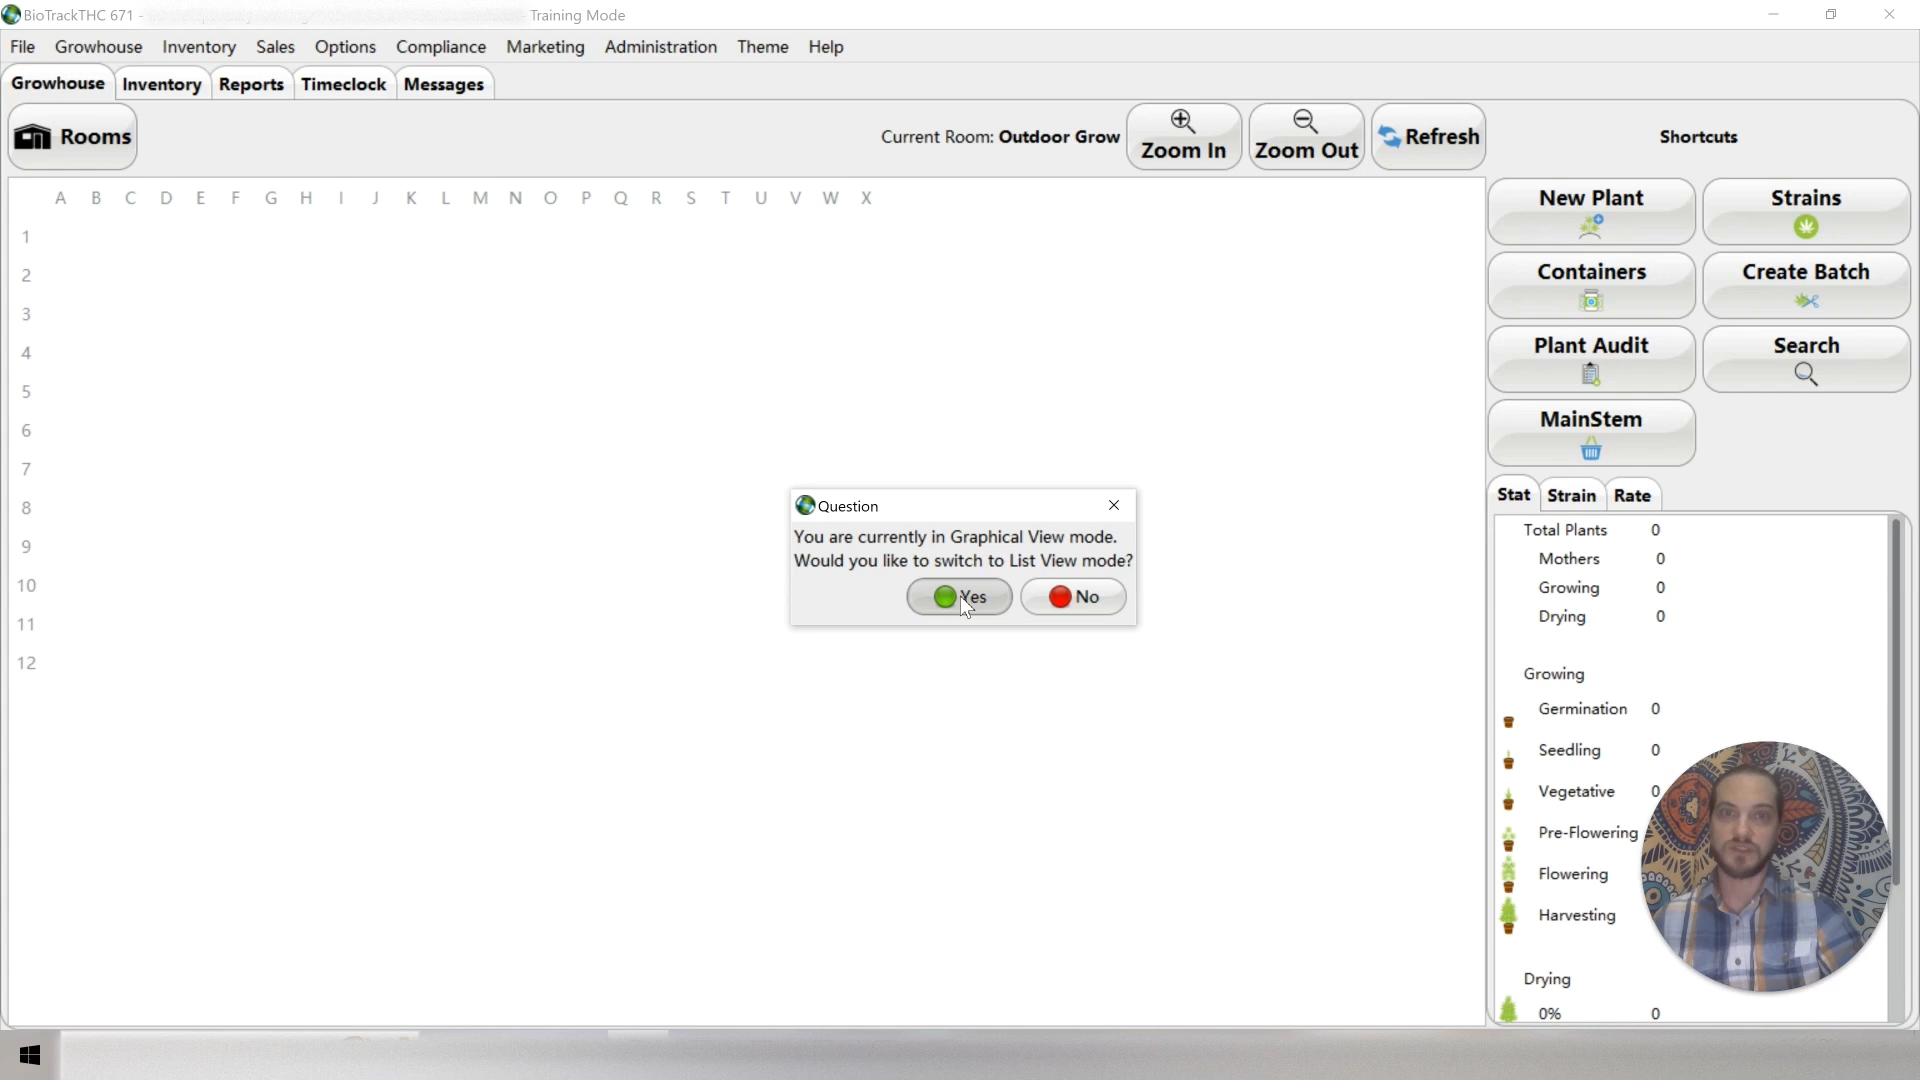 BioTrackTHC 671 -
- Training Mode
File Growhouse Inventory Sales Options Compliance Marketing Administration Theme Help
Growhouse Inventory Reports Timeclock Messages
Rooms
Current Room: Outdoor Grow
Zoom In
Zoom Out
Refresh
Shortcuts
A B C D E F G H I J K L M N O P Q R S T U V W X
1
2
3
4
5
6
7
8
9
10
11
12
New Plant
Strains
Containers
Create Batch
Plant Audit
Search
MainStem
Question
You are currently in Graphical View mode.
Would you like to switch to List View mode?
Yes
No
Stat Strain Rate
Total Plants 0
Mothers 0
Growing 0
Drying 0
Growing
Germination 0
Seedling 0
Vegetative 0
Pre-Flowering
Flowering
Harvesting
Drying
0% 0